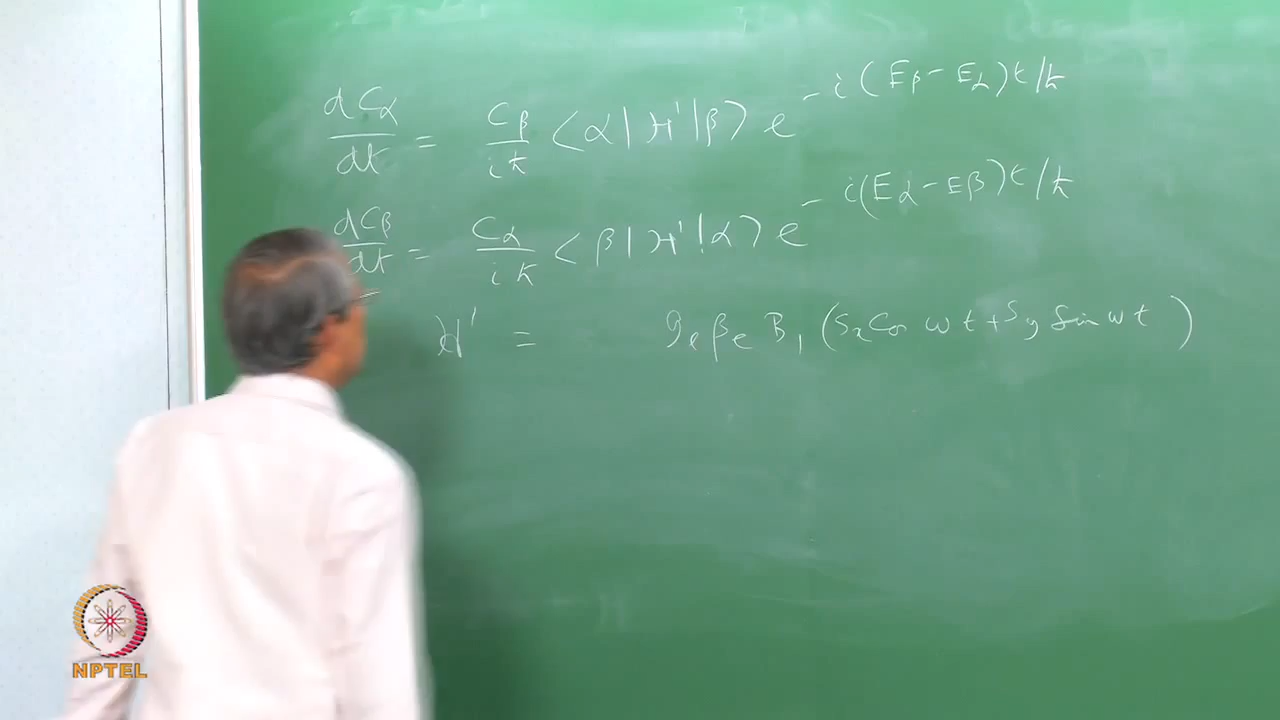 dCα/dt = Cβ/iħ <α|H'|β> e^-i(Eβ-Eα)t/ħ
dCβ/dt = Cα/iħ <β|H'|α> e^-i(Eα-Eβ)t/ħ
H' = gₑβₑB₁(Sₓ Cos ωt + Sy Sin ωt)
NPTEL